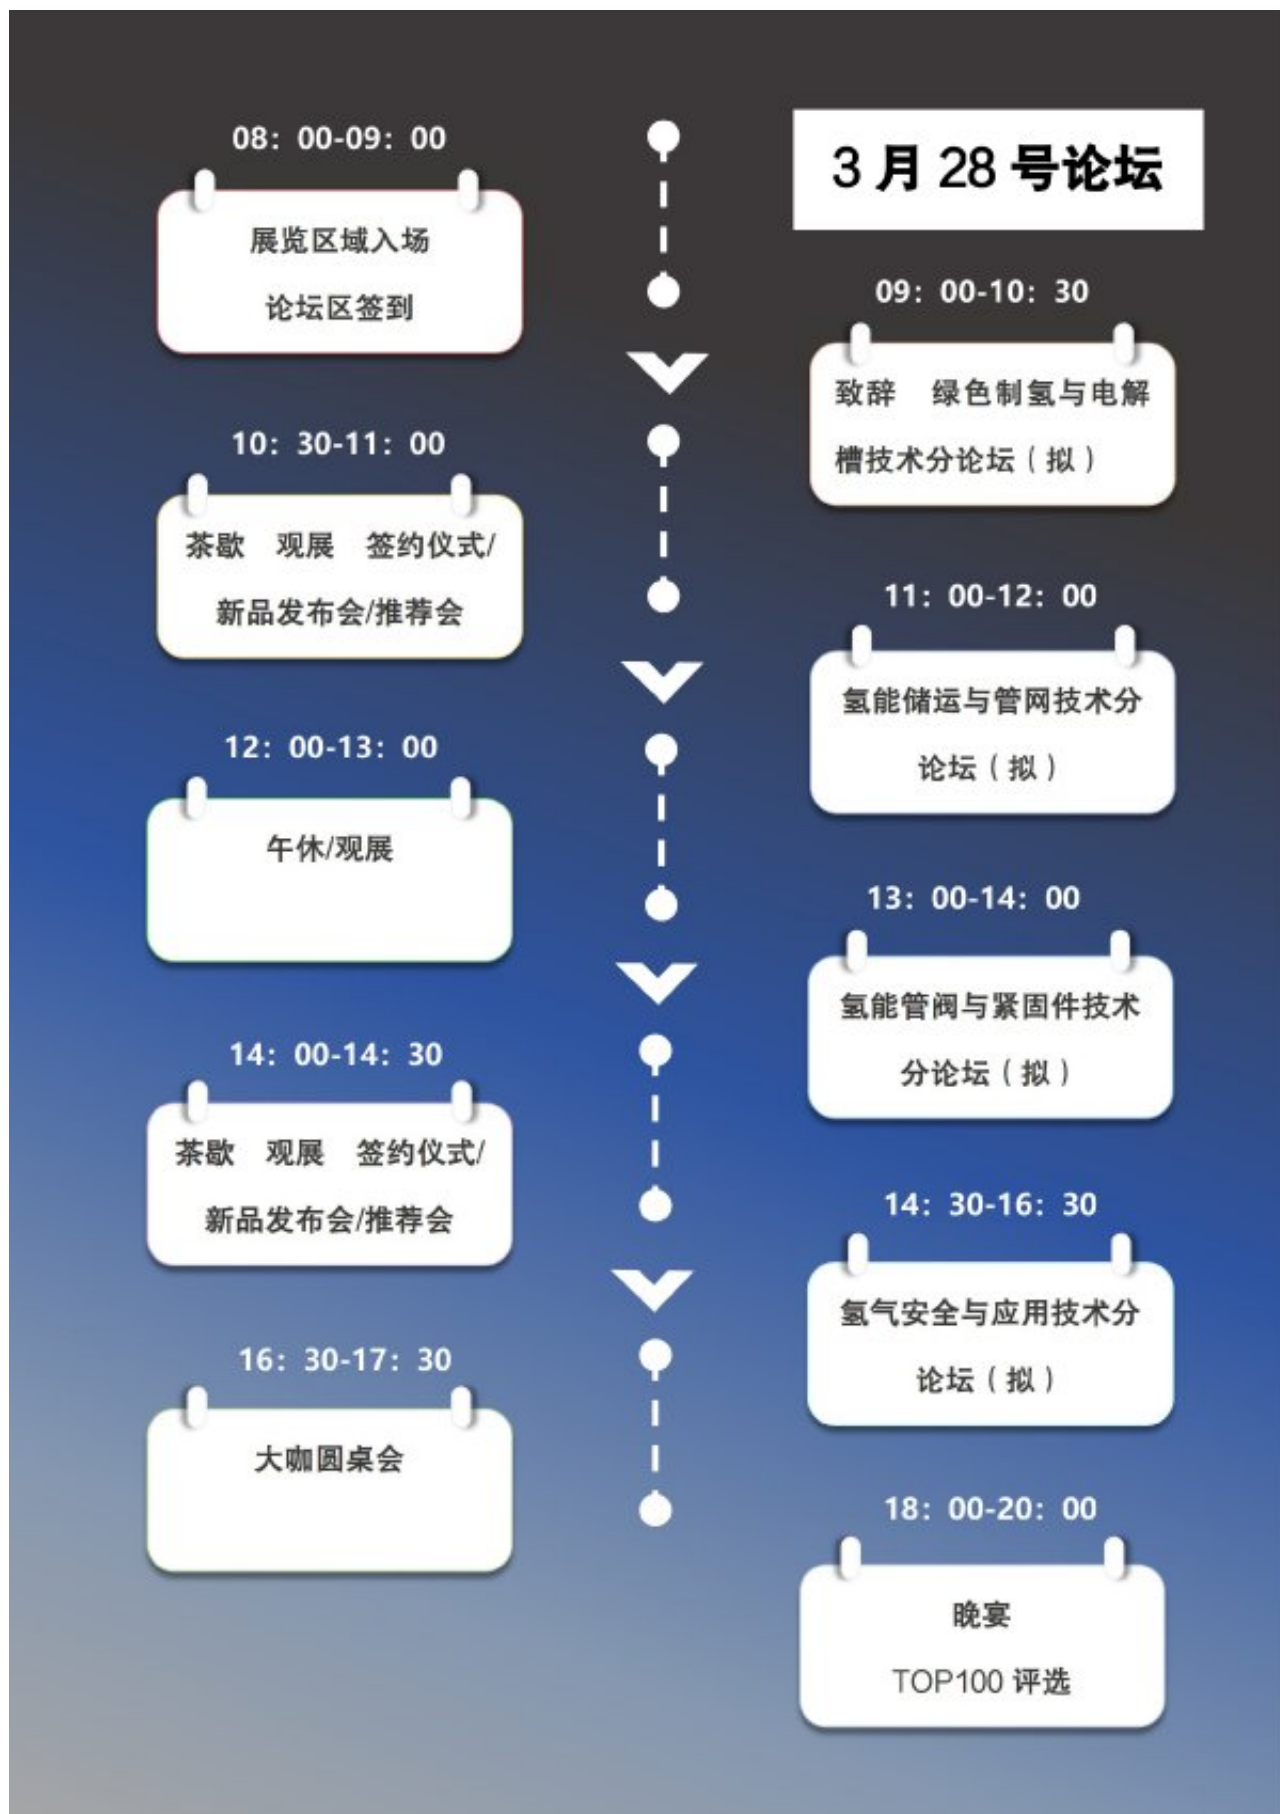 3月28号论坛
08：00-09：00
展览区域入场
论坛区签到
09：00-10：30
致辞　绿色制氢与电解
槽技术分论坛（拟）
10：30-11：00
茶歇　观展　签约仪式/
新品发布会/推荐会
11：00-12：00
氢能储运与管网技术分
论坛（拟）
12：00-13：00
午休/观展
13：00-14：00
氢能管阀与紧固件技术
分论坛（拟）
14：00-14：30
茶歇　观展　签约仪式/
新品发布会/推荐会
14：30-16：30
氢气安全与应用技术分
论坛（拟）
16：30-17：30
大咖圆桌会
18：00-20：00
晚宴
TOP100 评选